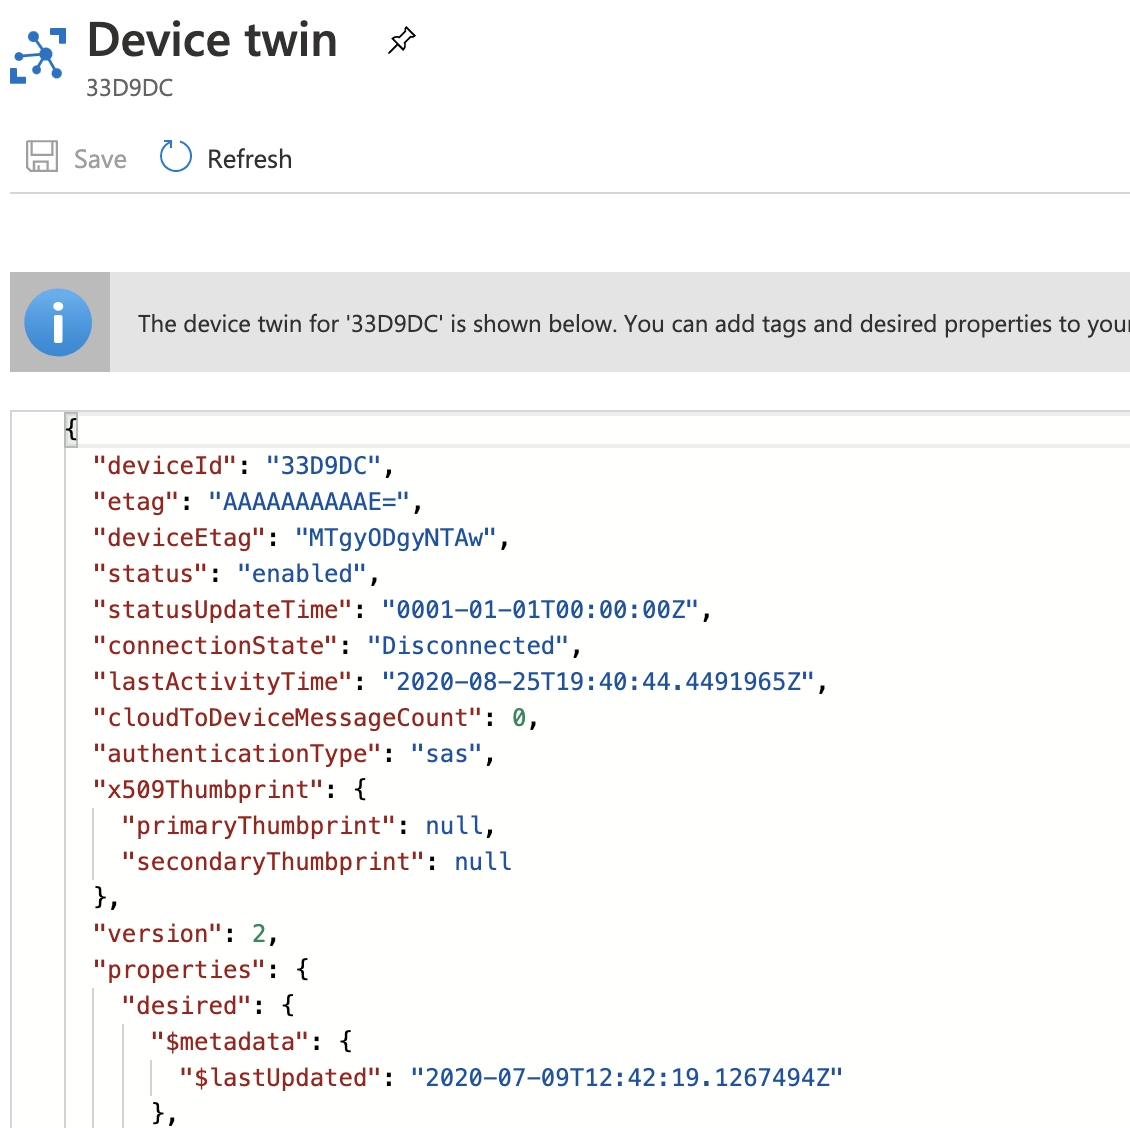 Device twin
33D9DC
Save Refresh
The device twin for '33D9DC' is shown below. You can add tags and desired properties to your
{
"deviceId": "33D9DC",
"etag": "AAAAAAAAAAE=",
"deviceEtag": "MTgyODgyNTAw",
"status": "enabled",
"statusUpdateTime": "0001-01-01T00:00:00Z",
"connectionState": "Disconnected",
"lastActivityTime": "2020-08-25T19:40:44.4491965Z",
"cloudToDeviceMessageCount": 0,
"authenticationType": "sas",
"x509Thumbprint": {
"primaryThumbprint": null,
"secondaryThumbprint": null
},
"version": 2,
"properties": {
"desired": {
"$metadata": {
"$lastUpdated": "2020-07-09T12:42:19.1267494Z"
},